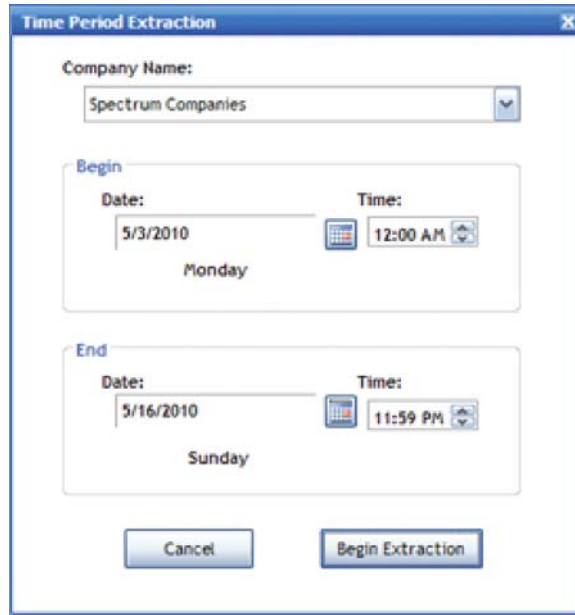 Time Period Extraction
Company Name:
Spectrum Companies
Begin
Date: Time:
5/3/2010 12:00 AM
Monday
End
Date: Time:
5/16/2010 11:59 PM
Sunday
Cancel Begin Extraction